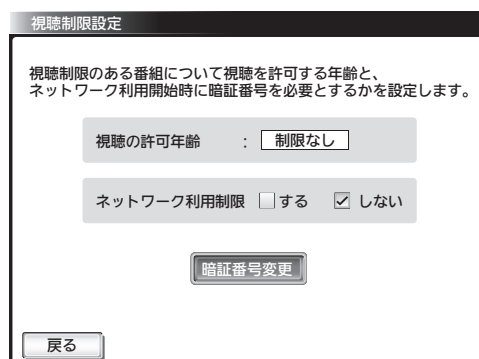 視聴制限設定
視聴制限のある番組について視聴を許可する年齢と、
ネットワーク利用開始時に暗証番号を必要とするかを設定します。
視聴の許可年齢 : 制限なし
ネットワーク利用制限 する しない
暗証番号変更
戻る